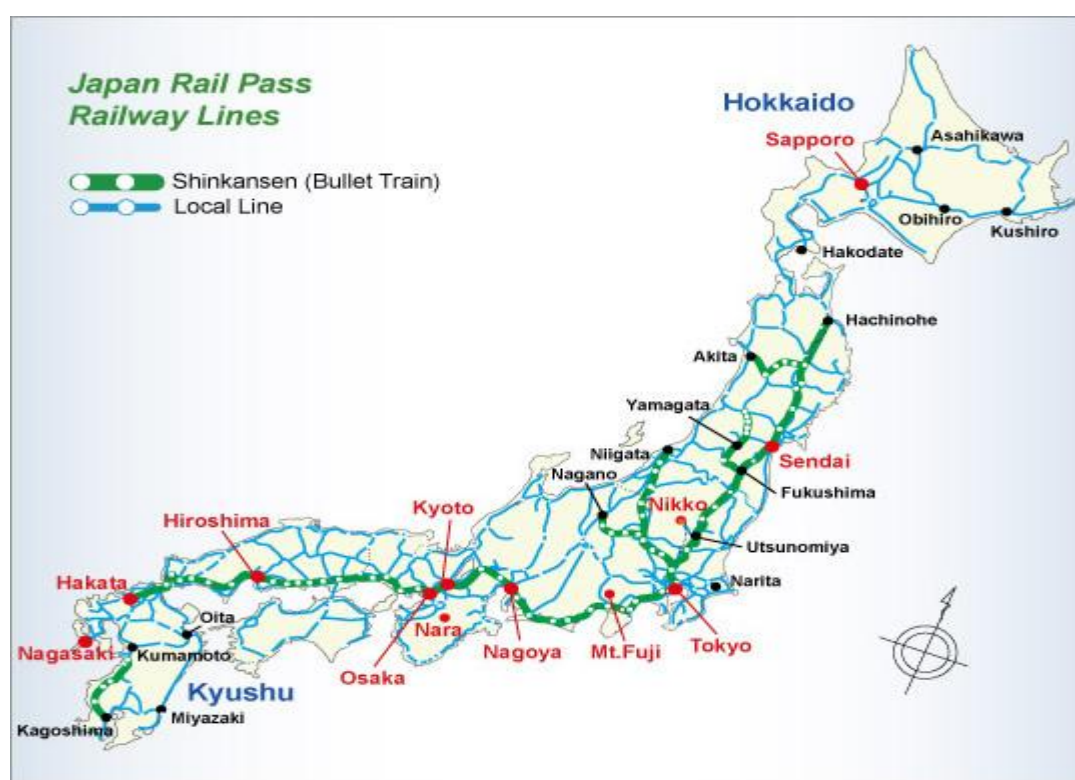 Japan Rail Pass
Railway Lines
Shinkansen (Bullet Train)
Local Line
Hokkaido
Sapporo
Asahikawa
Obihiro
Kushiro
Hakodate
Hachinohe
Akita
Yamagata
Niigata
Sendai
Nagano
Fukushima
Nikko
Kyoto
Hiroshima
Utsunomiya
Hakata
Narita
Oita
Nara
Nagasaki
Kumamoto
Nagoya
Mt.Fuji
Tokyo
Osaka
Kyushu
Miyazaki
Kagoshima